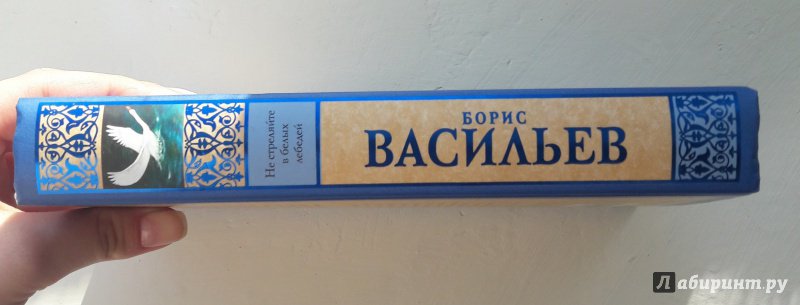 БОРИС
ВАСИЛЬЕВ
Не стреляйте
в белых
лебедей
Лабиринт.ру